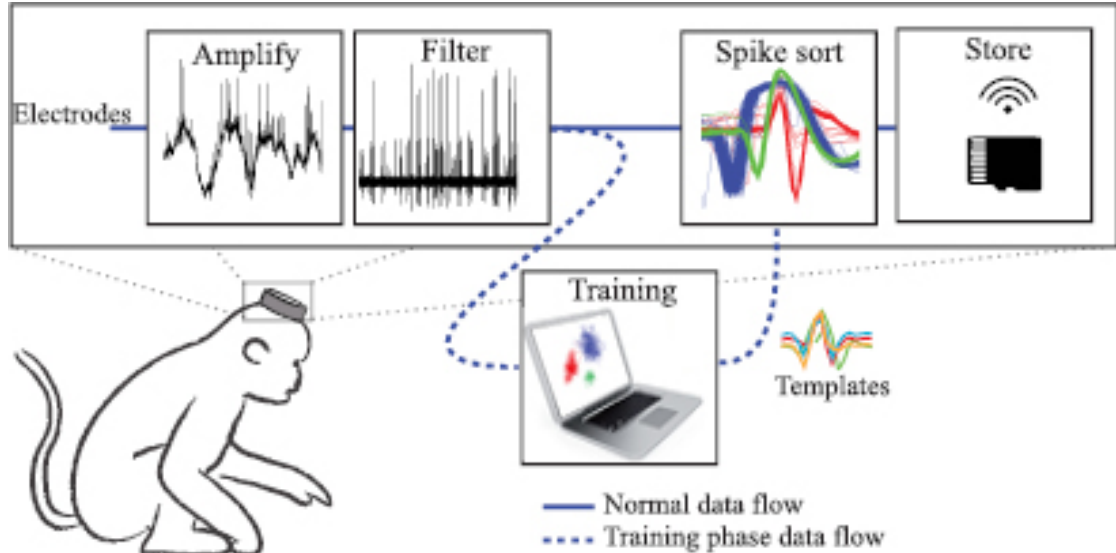 Amplify
Filter
Spike sort
Store
Electrodes
Training
Templates
Normal data flow
Training phase data flow